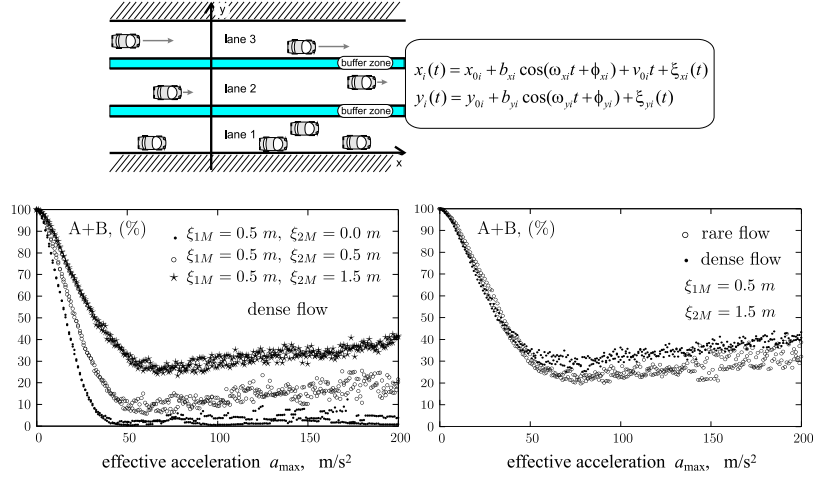 y
lane 3
buffer zone
lane 2
buffer zone
lane 1
x
x_i(t) = x_{0i} + b_{xi} cos(ω_{xi}t + ϕ_{xi}) + v_{0i}t + ξ_{xi}(t)
y_i(t) = y_{0i} + b_{yi} cos(ω_{yi}t + ϕ_{yi}) + ξ_{yi}(t)
100
90
80
70
60
50
40
30
20
10
0
A+B, (%)
ξ_{1M} = 0.5 m, ξ_{2M} = 0.0 m
ξ_{1M} = 0.5 m, ξ_{2M} = 0.5 m
ξ_{1M} = 0.5 m, ξ_{2M} = 1.5 m
dense flow
0 50 100 150 200
effective acceleration a_{max}, m/s²
100
90
80
70
60
50
40
30
20
10
0
A+B, (%)
rare flow
dense flow
ξ_{1M} = 0.5 m
ξ_{2M} = 1.5 m
0 50 100 150 200
effective acceleration a_{max}, m/s²